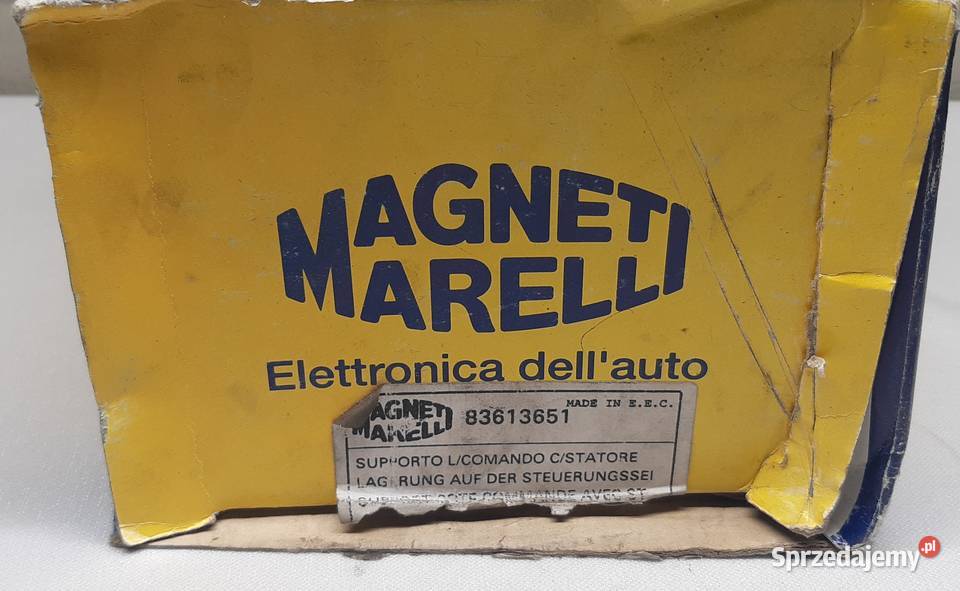 MAGNETI
MARELLI
Elettronica dell'auto
MAGNETI
MARELLI
83613651
MADE IN E.E.C.
SUPPORTO L/COMANDO C/STATORE
LAG RUNG AUF DER STEUERUNGSSEI
Sprzedajemy.pl